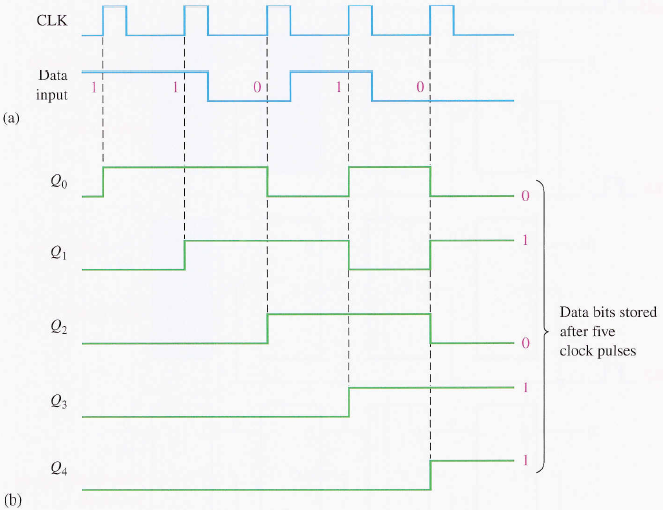 CLK
Data
input
1 1 0 1 0
(a)
Q0
0
Q1
1
Q2
0
Data bits stored
after five
clock pulses
Q3
1
Q4
1
(b)